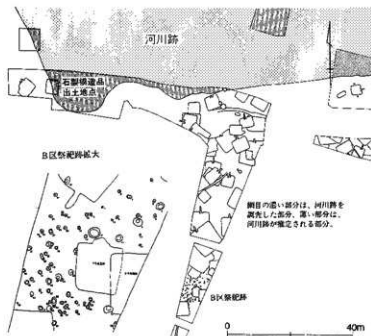 河川跡
石製模造品
出土地点
B区祭祀跡拡大
網目の濃い部分は、河川跡を
調査した部分、薄い部分は、
河川跡が推定される部分。
B区祭祀跡
0 40m